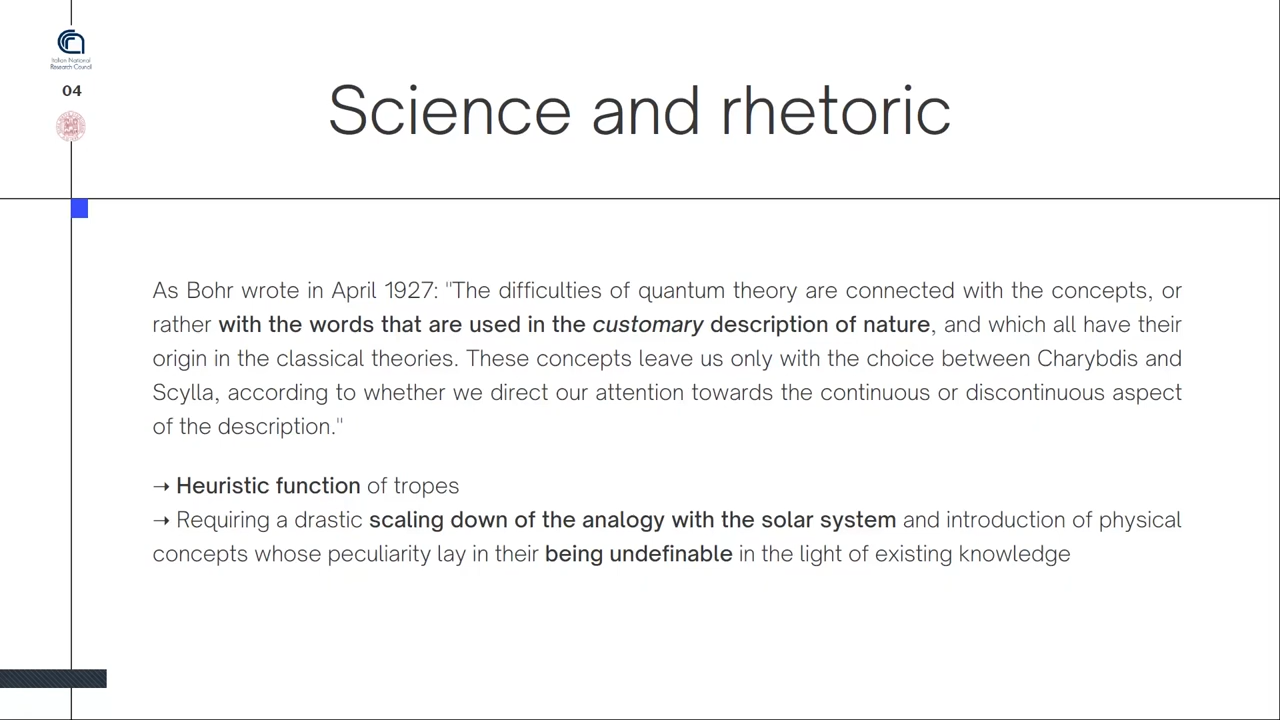 Italian National
Research Council
04
Science and rhetoric
As Bohr wrote in April 1927: "The difficulties of quantum theory are connected with the concepts, or
rather with the words that are used in the customary description of nature, and which all have their
origin in the classical theories. These concepts leave us only with the choice between Charybdis and
Scylla, according to whether we direct our attention towards the continuous or discontinuous aspect
of the description."
→ Heuristic function of tropes
→ Requiring a drastic scaling down of the analogy with the solar system and introduction of physical
concepts whose peculiarity lay in their being undefinable in the light of existing knowledge